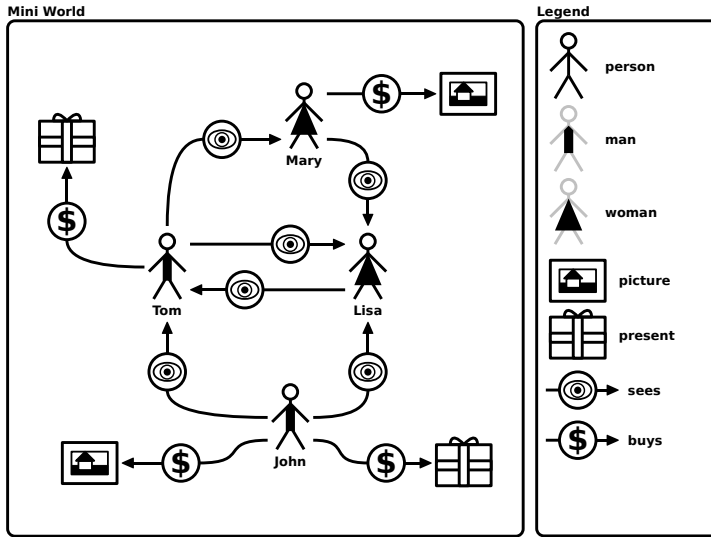 Mini World
Legend
person
man
woman
picture
present
sees
buys
$
Mary
$
Tom
Lisa
$
John
$